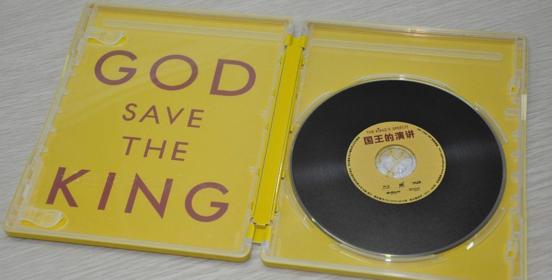 GOD
SAVE
THE
KING
THE KING'S SPEECH
国王的演讲